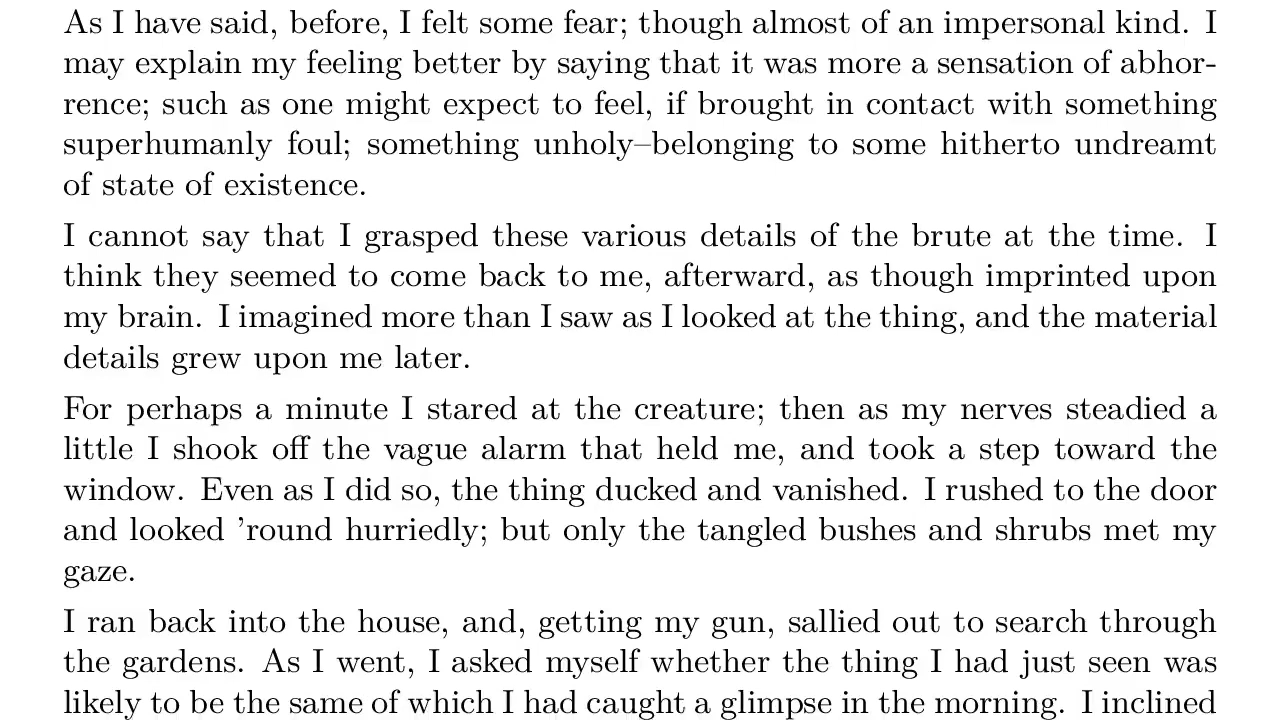 As I have said, before, I felt some fear; though almost of an impersonal kind. I
may explain my feeling better by saying that it was more a sensation of abhor-
rence; such as one might expect to feel, if brought in contact with something
superhumanly foul; something unholy–belonging to some hitherto undreamt
of state of existence.
I cannot say that I grasped these various details of the brute at the time. I
think they seemed to come back to me, afterward, as though imprinted upon
my brain. I imagined more than I saw as I looked at the thing, and the material
details grew upon me later.
For perhaps a minute I stared at the creature; then as my nerves steadied a
little I shook off the vague alarm that held me, and took a step toward the
window. Even as I did so, the thing ducked and vanished. I rushed to the door
and looked ’round hurriedly; but only the tangled bushes and shrubs met my
gaze.
I ran back into the house, and, getting my gun, sallied out to search through
the gardens. As I went, I asked myself whether the thing I had just seen was
likely to be the same of which I had caught a glimpse in the morning. I inclined